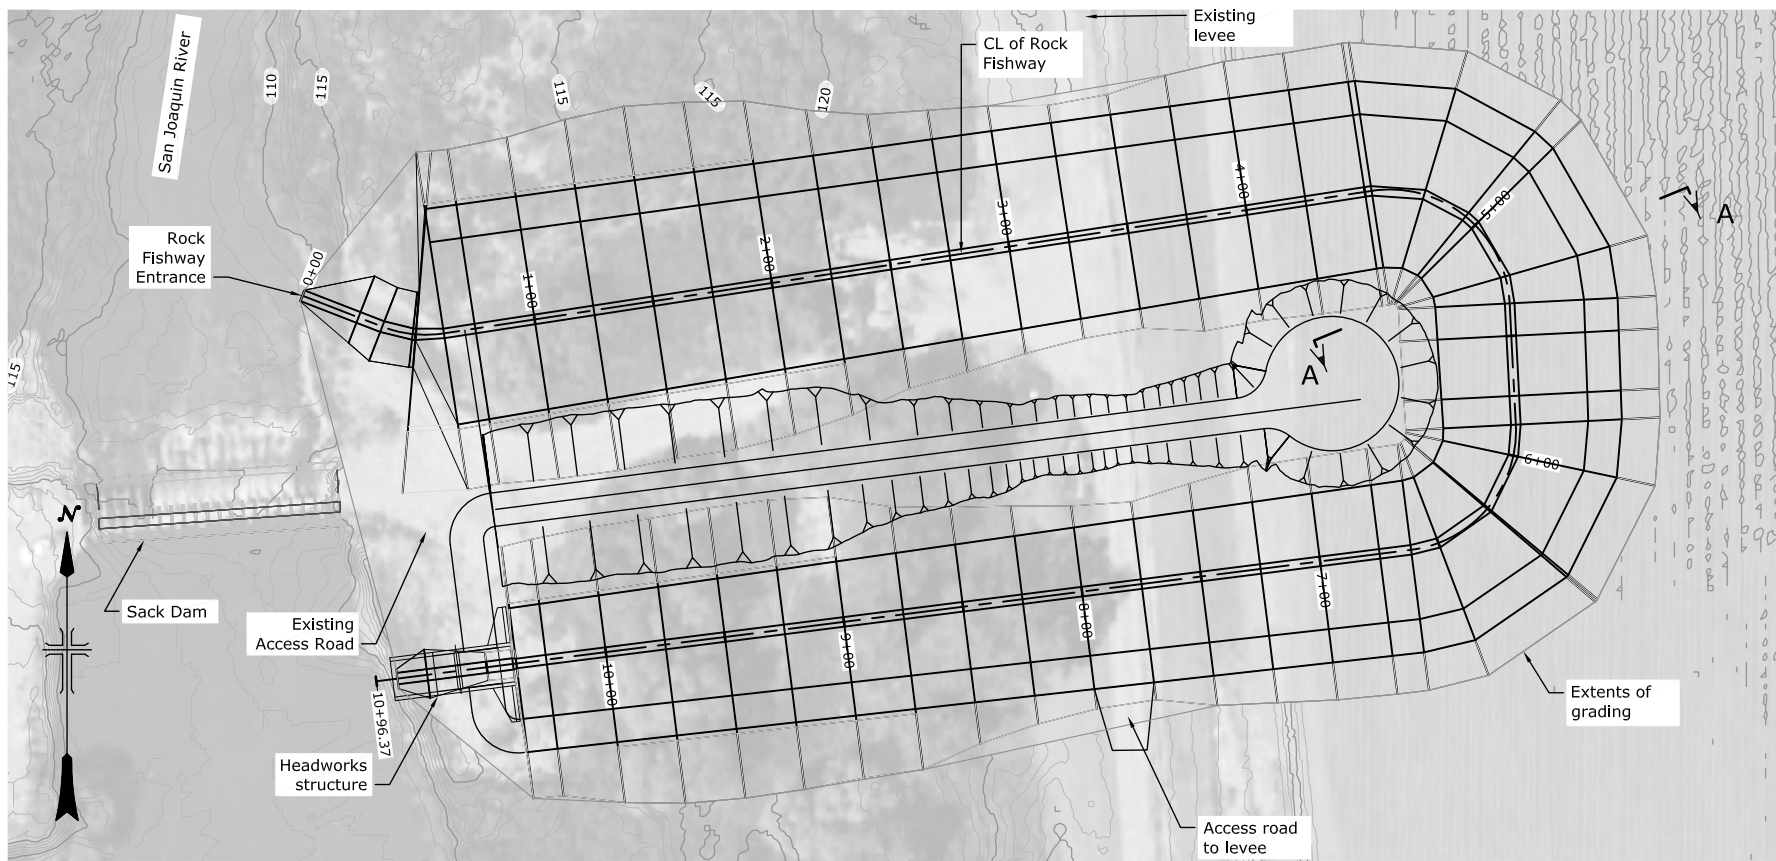 Existing
levee
CL of Rock
Fishway
San Joaquin River
110
115
115
115
120
4+00
5+00
A
3+00
2+00
Rock
Fishway
Entrance
0+00
1+00
115
A
6+00
N
Sack Dam
Existing
Access Road
7+00
8+00
9+00
10+00
10+96.37
Extents of
grading
Headworks
structure
Access road
to levee